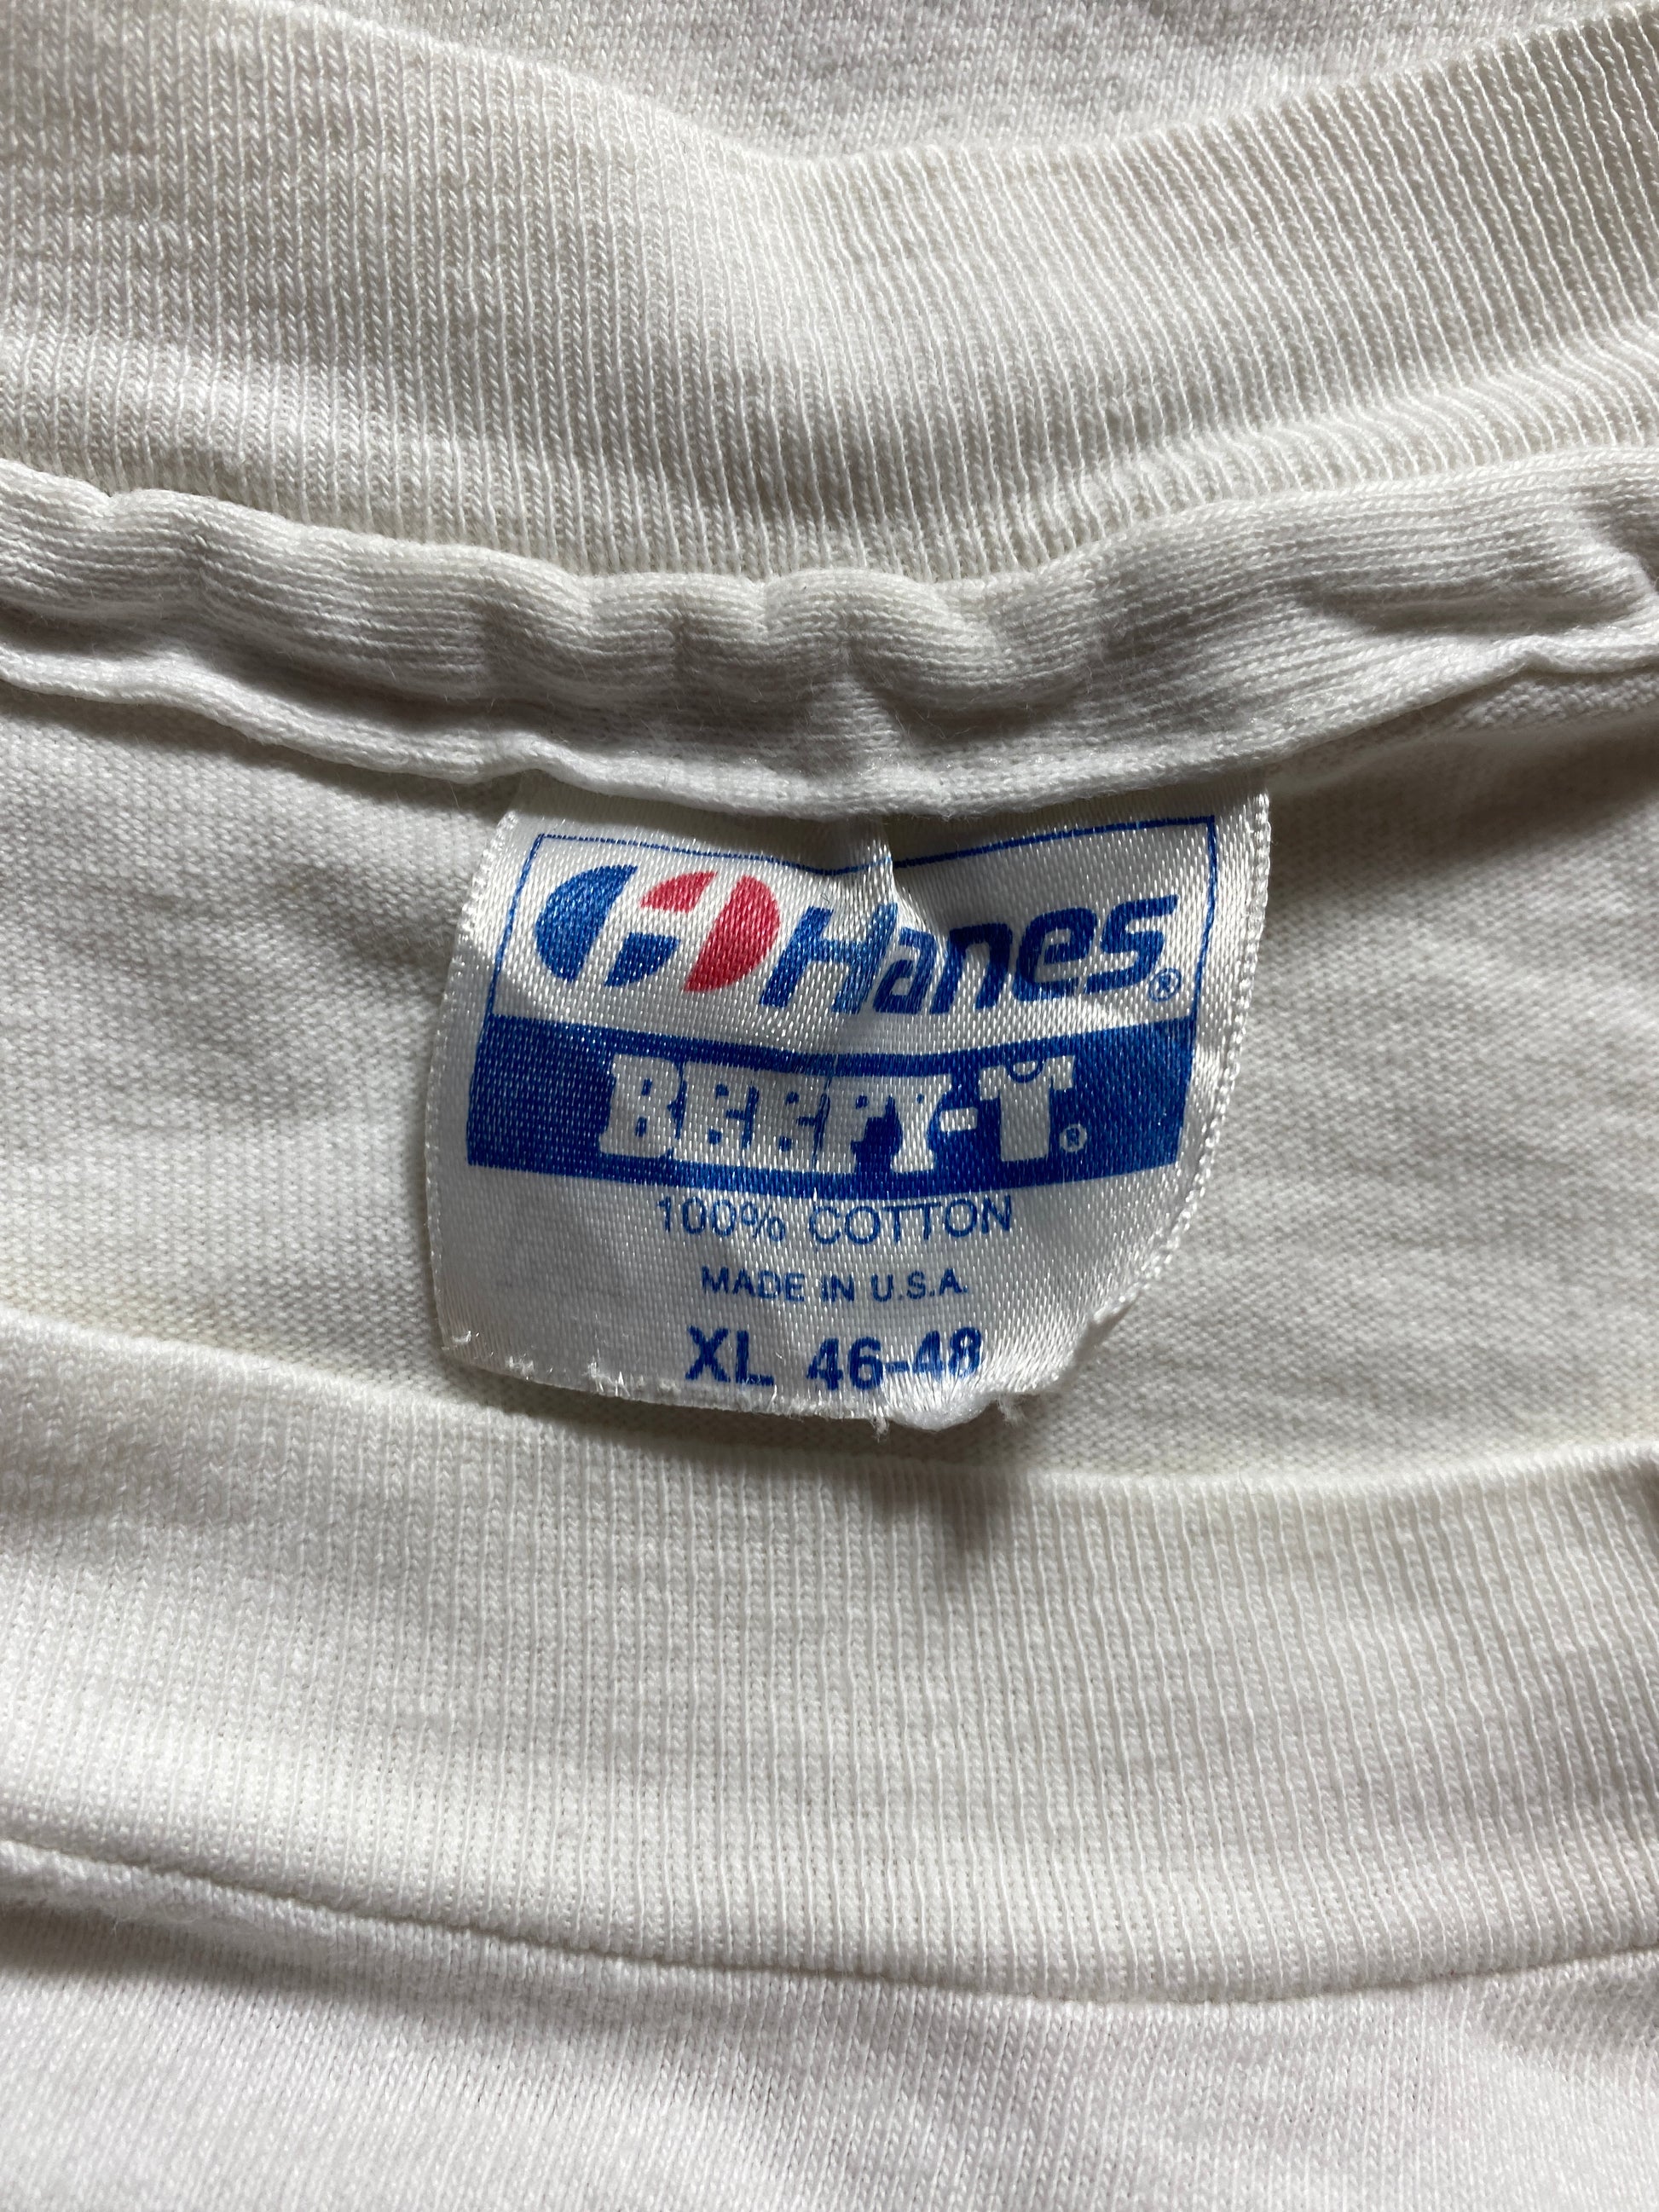 Hanes®
BEEFY-T®
100% COTTON
MADE IN U.S.A.
XL 46-48